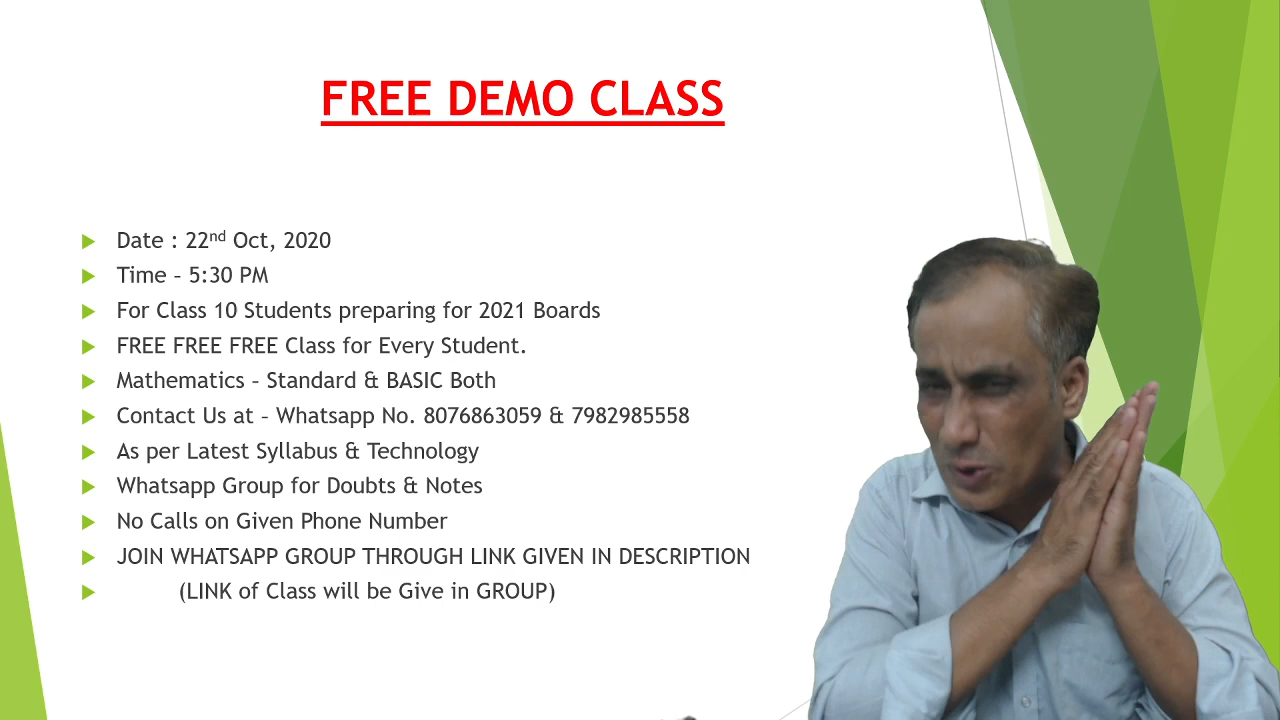 FREE DEMO CLASS
Date : 22nd Oct, 2020
Time – 5:30 PM
For Class 10 Students preparing for 2021 Boards
FREE FREE FREE Class for Every Student.
Mathematics – Standard & BASIC Both
Contact Us at – Whatsapp No. 8076863059 & 7982985558
As per Latest Syllabus & Technology
Whatsapp Group for Doubts & Notes
No Calls on Given Phone Number
JOIN WHATSAPP GROUP THROUGH LINK GIVEN IN DESCRIPTION
(LINK of Class will be Give in GROUP)